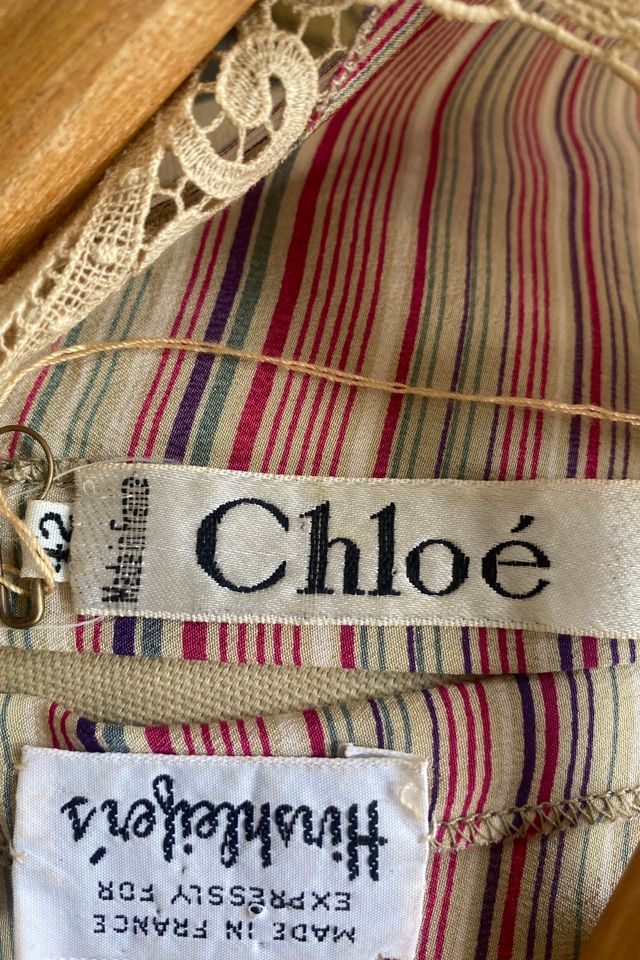 Chloé
Made in france
42
MADE IN FRANCE
EXPRESSLY FOR
Hirshleifer's